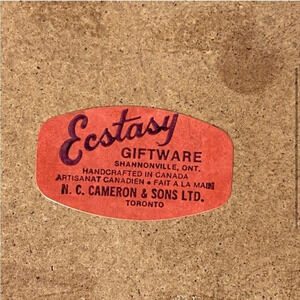 Ecstasy
GIFTWARE
SHANNONVILLE, ONT.
HANDCRAFTED IN CANADA
ARTISANAT CANADIEN • FAIT A LA MAIN
N. C. CAMERON & SONS LTD.
TORONTO